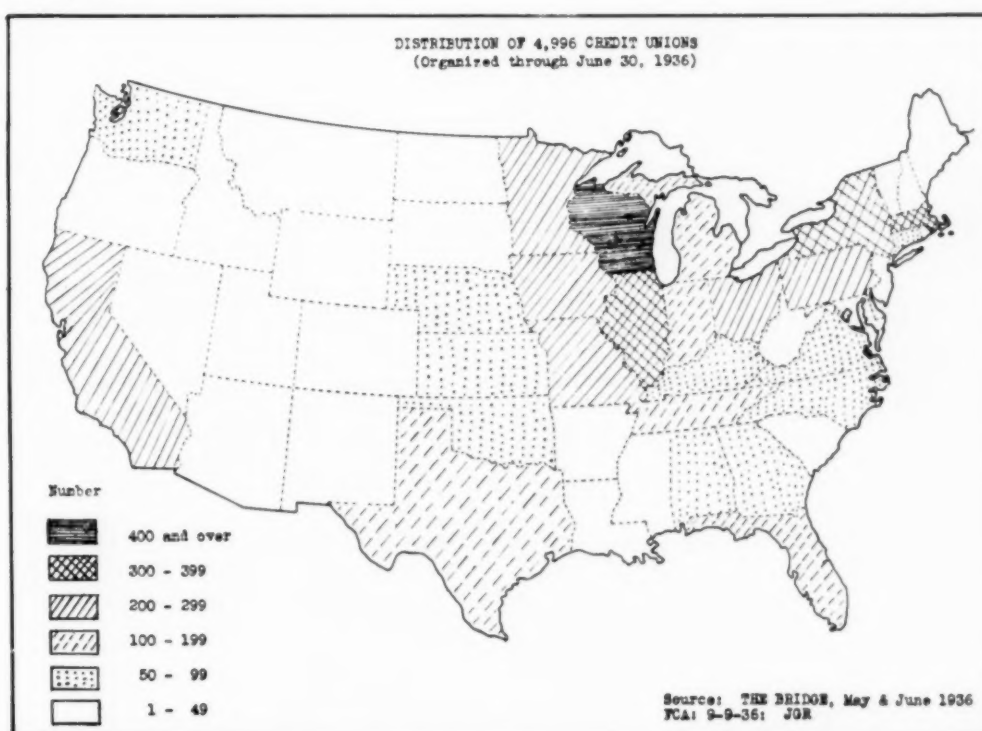 DISTRIBUTION OF 4,996 CREDIT UNIONS
(Organized through June 30, 1936)
Number
400 and over
300 - 399
200 - 299
100 - 199
50 - 99
1 - 49
Source: THE BRIDGE, May & June 1936
FCA: 9-9-36: JGR